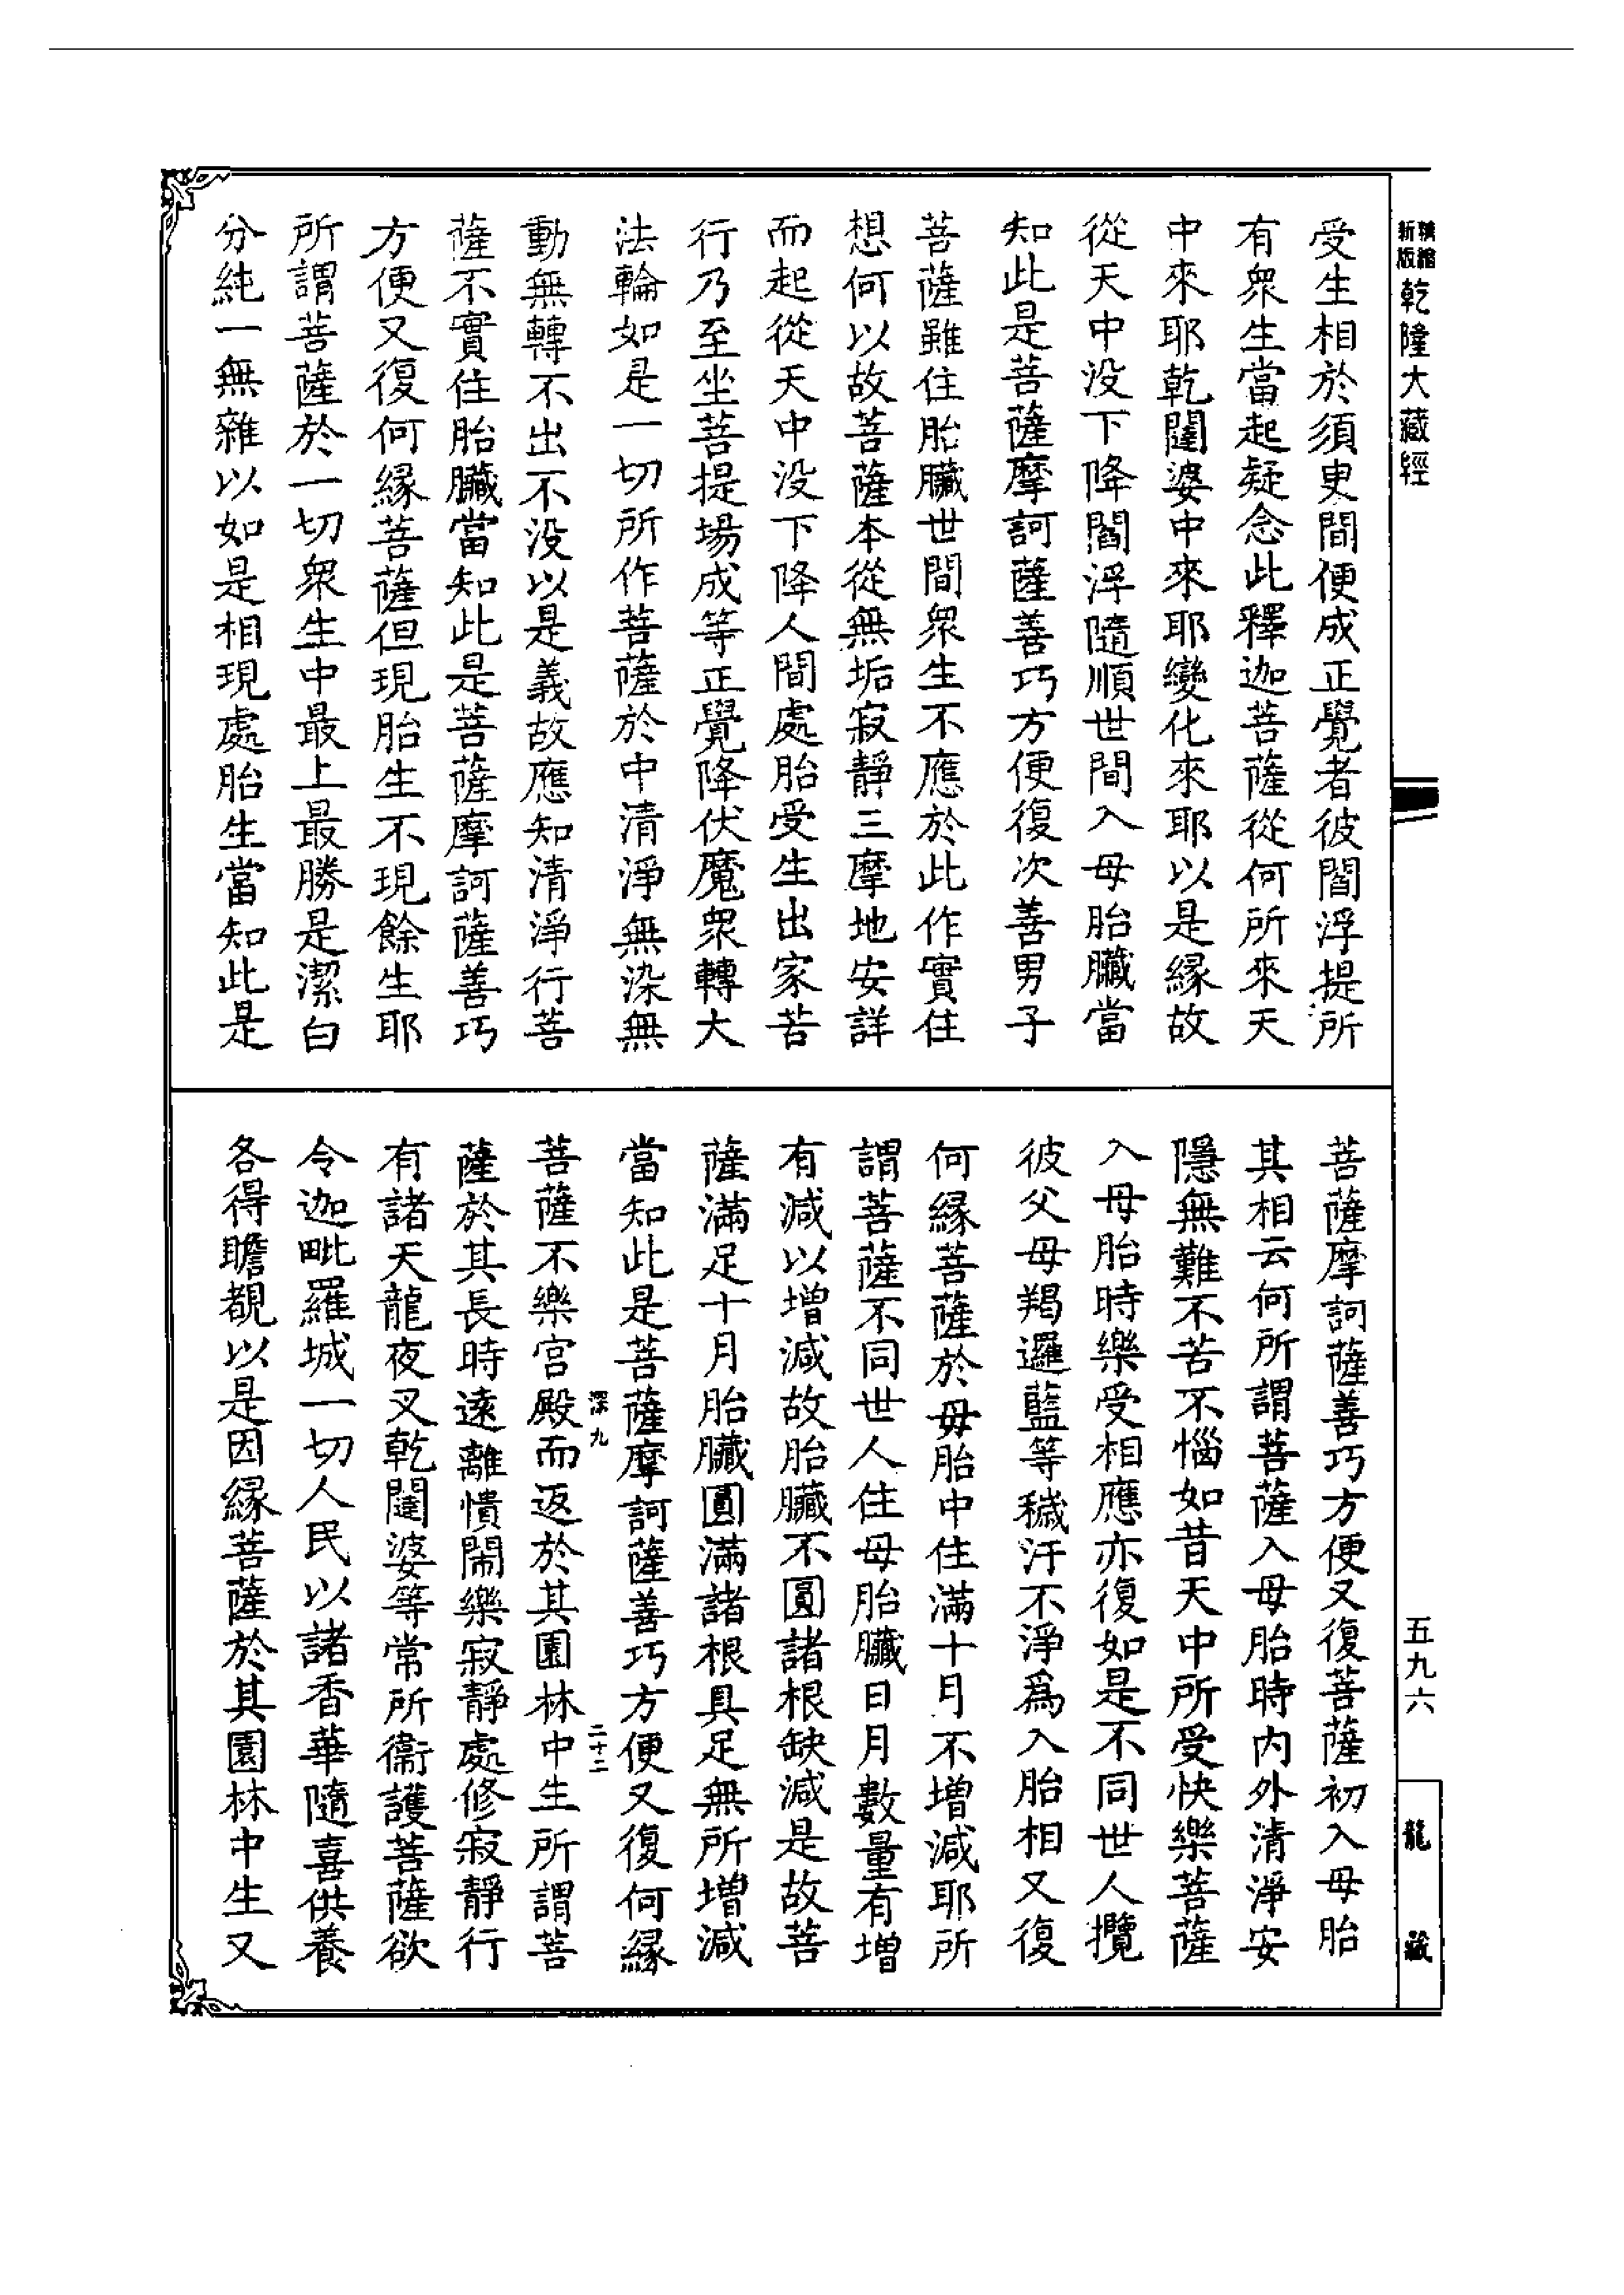 精縮新版乾隆大藏經
受生相於須臾間便成正覺者彼閻浮提所
有衆生當起疑念此釋迦菩薩從何所來天
中來耶乾闥婆中來耶變化來耶以是緣故
從天中没下降閻浮隨順世間入母胎臟當
知此是菩薩摩訶薩善巧方便復次善男子
菩薩雖住胎臟世間衆生不應於此作實住
想何以故菩薩本從無垢寂靜三摩地安詳
而起從天中没下降人間處胎受生出家苦
行乃至坐菩提場成等正覺降伏魔衆轉大
法輪如是一切所作菩薩於中清淨無染無
動無轉不出不没以是義故應知清淨行菩
薩不實住胎臟當知此是菩薩摩訶薩善巧
方便又復何緣菩薩但現胎生不現餘生耶
所謂菩薩於一切衆生中最上最勝是潔白
分純一無雜以如是相現處胎生當知此是
菩薩摩訶薩善巧方便又復菩薩初入母胎
其相云何所謂菩薩入母胎時內外清淨安
隱無難不苦不惱如昔天中所受快樂菩薩
入母胎時樂受相應亦復如是不同世人攬
彼父母羯邏藍等穢汙不淨爲入胎相又復
何緣菩薩於母胎中住滿十月不增減耶所
謂菩薩不同世人住母胎臟日月數量有增
有減以增減故胎臟不圓諸根缺減是故菩
薩滿足十月胎臟圓滿諸根具足無所增減
當知此是菩薩摩訶薩善巧方便又復何緣
深九 二十二
菩薩不樂宮殿而返於其園林中生所謂菩
薩於其長時遠離憒閙樂寂靜處修寂靜行
有諸天龍夜叉乾闥婆等常所衞護菩薩欲
令迦毗羅城一切人民以諸香華隨喜供養
各得瞻覩以是因緣菩薩於其園林中生又
五九六
龍藏